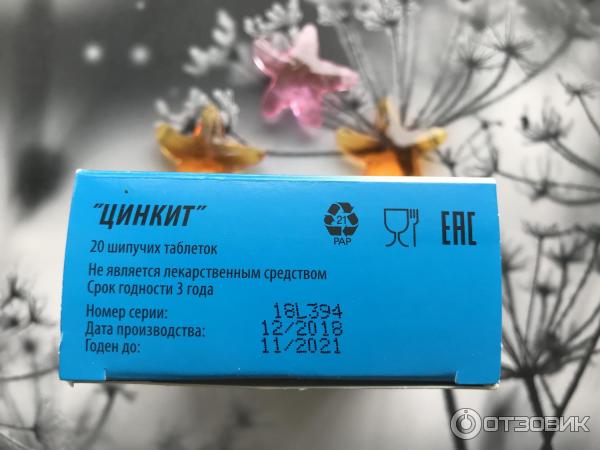 "ЦИНКИТ"
20 шипучих таблеток
21
PAP
EAC
Не является лекарственным средством
Срок годности 3 года
Номер серии: 18L394
Дата производства: 12/2018
Годен до: 11/2021
ОТЗОВИК